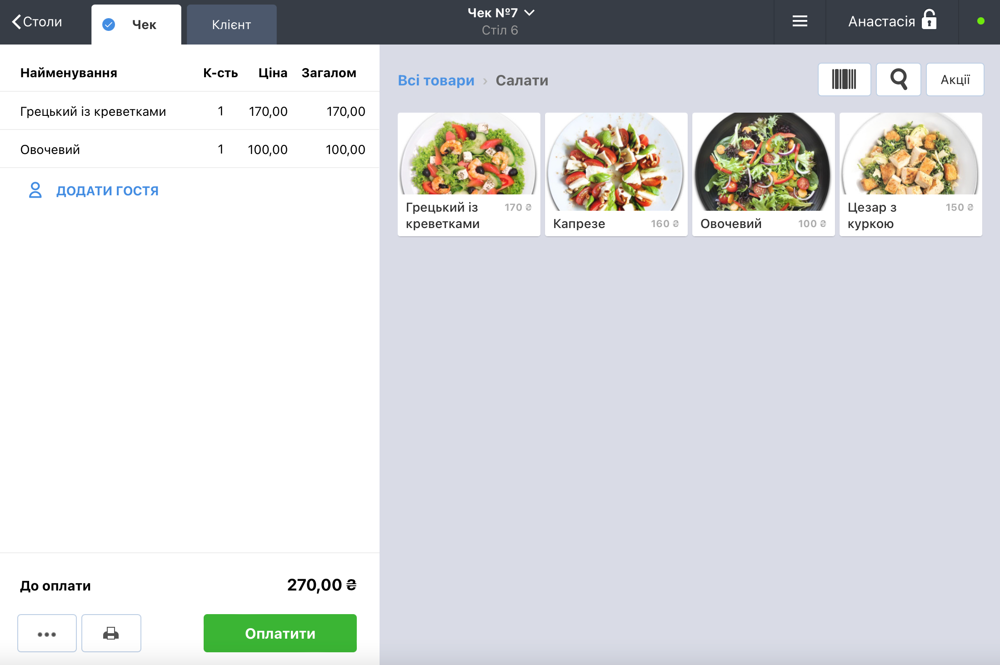 Столи
Чек
Клієнт
Чек №7
Стіл 6
Анастасія
Найменування К-сть Ціна Загалом
Грецький із креветками 1 170,00 170,00
Овочевий 1 100,00 100,00
ДОДАТИ ГОСТЯ
До оплати 270,00 ₴
Оплатити
Всі товари › Салати
Акції
Грецький із 170 ₴
креветками
Капрезе 160 ₴
Овочевий 100 ₴
Цезар з 150 ₴
куркою